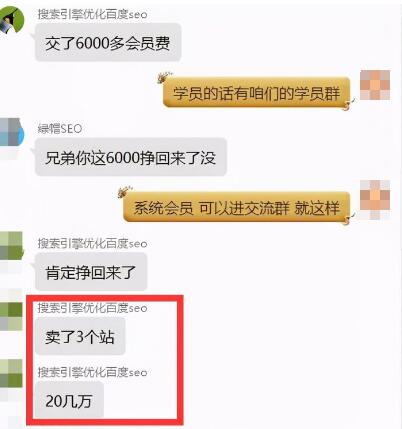 搜索引擎优化百度seo
交了6000多会员费
学员的话有咱们的学员群
绿帽SEO
兄弟你这6000挣回来了没
系统会员 可以进交流群 就这样
搜索引擎优化百度seo
肯定挣回来了
搜索引擎优化百度seo
卖了3个站
搜索引擎优化百度seo
20几万